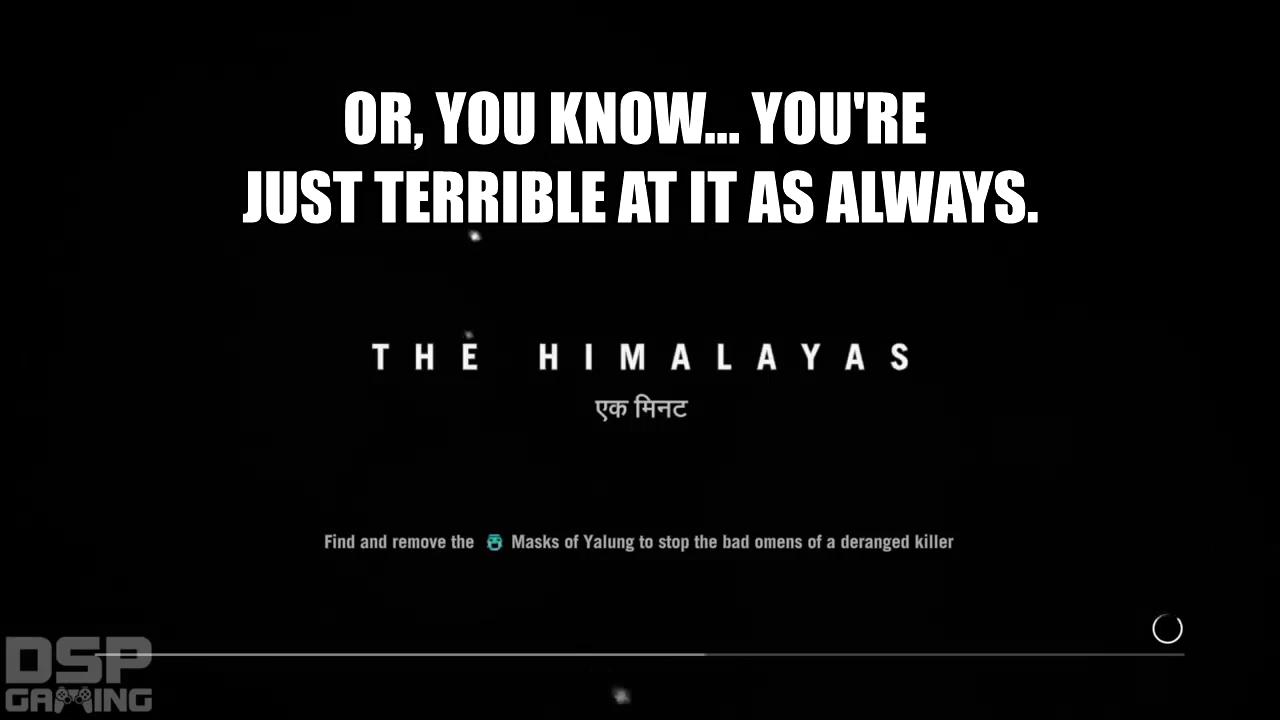 OR, YOU KNOW... YOU'RE
JUST TERRIBLE AT IT AS ALWAYS.
THE HIMALAYAS
एक मिनट
Find and remove the Masks of Yalung to stop the bad omens of a deranged killer
DSP
GAMING